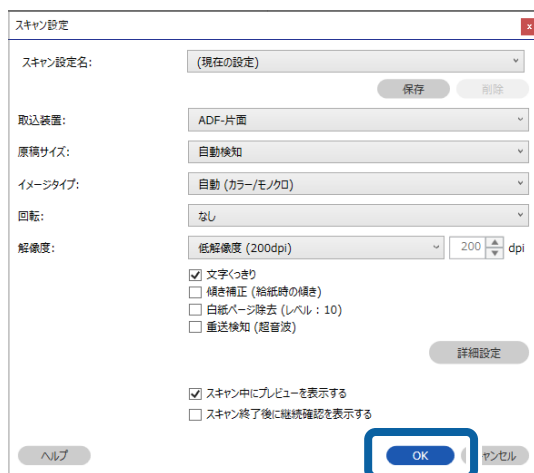 スキャン設定
x
スキャン設定名: (現在の設定)
保存 削除
取込装置: ADF-片面
原稿サイズ: 自動検知
イメージタイプ: 自動 (カラー/モノクロ)
回転: なし
解像度: 低解像度 (200dpi) 200 dpi
文字くっきり
傾き補正 (給紙時の傾き)
白紙ページ除去 (レベル : 10)
重送検知 (超音波)
詳細設定
スキャン中にプレビューを表示する
スキャン終了後に継続確認を表示する
ヘルプ OK ャンセル